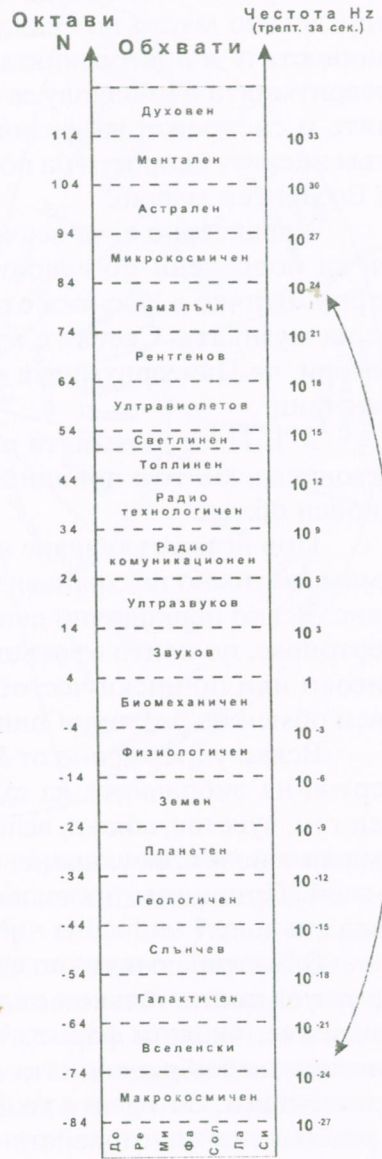 Октави
N
Обхвати
Честота Hz
(трепт. за сек.)
Духовен
114
10 33
Ментален
104
10 30
Астрален
94
10 27
Микрокосмичен
84
10 24
Гама лъчи
74
10 21
Рентгенов
64
10 18
Ултравиолетов
54
10 15
Светлинен
Топлинен
44
10 12
Радио
технологичен
34
10 9
Радио
комуникационен
24
10 5
Ултразвуков
14
10 3
Звуков
4
Биомеханичен
-4
10 -3
Физиологичен
-14
10 -6
Земен
-24
10 -9
Планетен
-34
10 -12
Геологичен
-44
10 -15
Слънчев
-54
10 -18
Галактичен
-64
10 -21
Вселенски
-74
10 -24
Макрокосмичен
-84
10 -27
До Ре Ми Фа Сол Ла Си